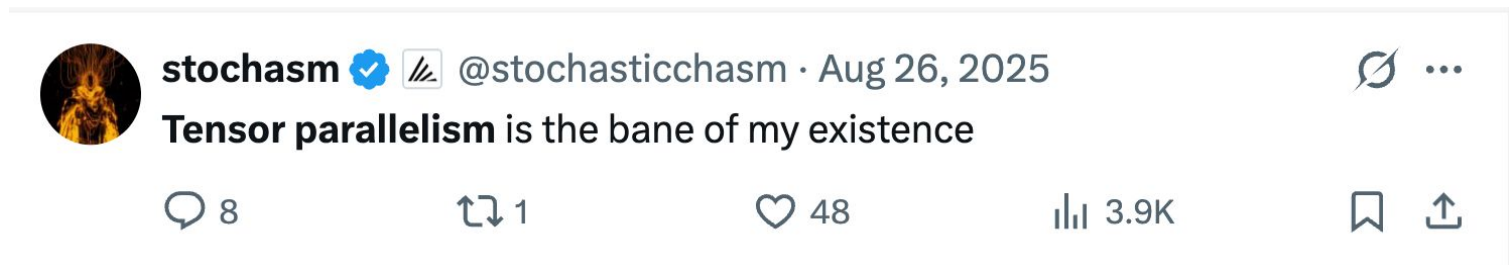 stochasm @stochasticchasm · Aug 26, 2025
Tensor parallelism is the bane of my existence
8 1 48 3.9K